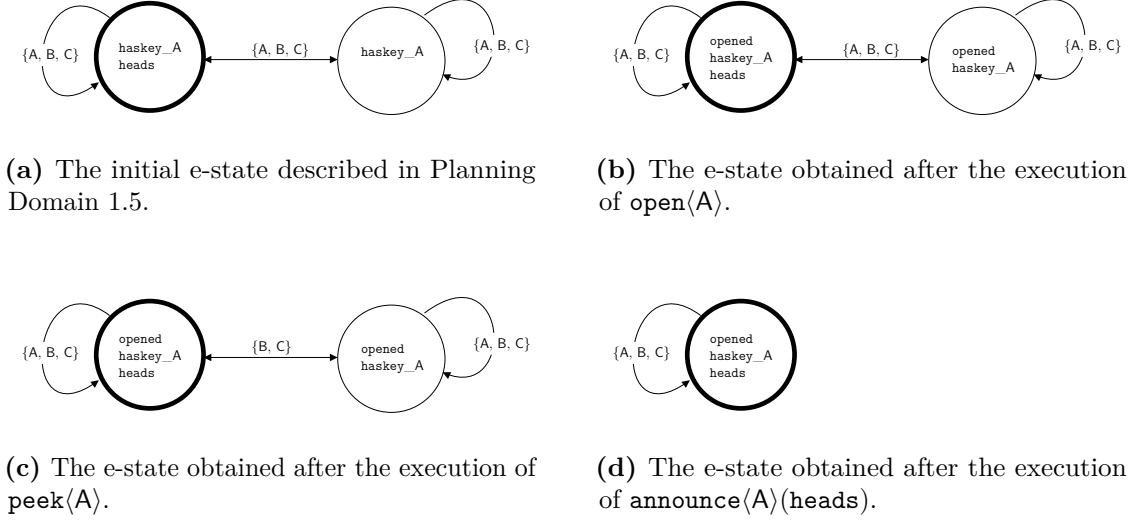 {A, B, C}
haskey_A
heads
{A, B, C}
haskey_A
{A, B, C}
{A, B, C}
opened
haskey_A
heads
{A, B, C}
opened
haskey_A
{A, B, C}
(a) The initial e-state described in Planning
Domain 1.5.
(b) The e-state obtained after the execution
of open⟨A⟩.
{A, B, C}
opened
haskey_A
heads
{B, C}
opened
haskey_A
{A, B, C}
{A, B, C}
opened
haskey_A
heads
(c) The e-state obtained after the execution of
peek⟨A⟩.
(d) The e-state obtained after the execution
of announce⟨A⟩(heads).